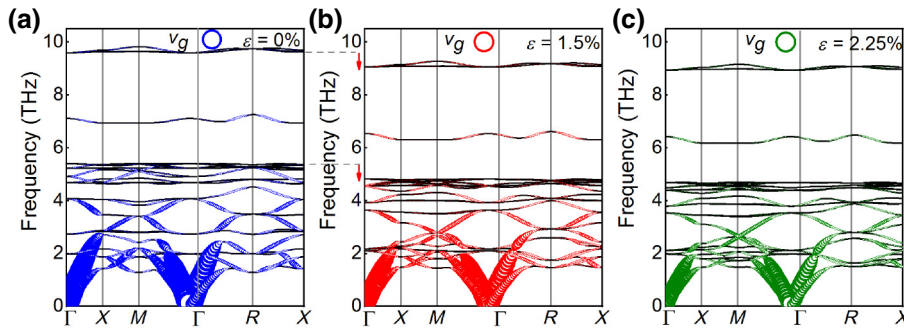 (a)
v_g ε = 0%
10
8
6
4
2
0
Frequency (THz)
Γ X M Γ R X
(b)
v_g ε = 1.5%
10
8
6
4
2
0
Frequency (THz)
Γ X M Γ R X
(c)
v_g ε = 2.25%
10
8
6
4
2
0
Frequency (THz)
Γ X M Γ R X